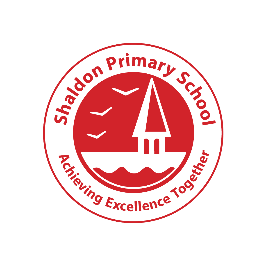 Shaldon Primary School
Achieving Excellence Together